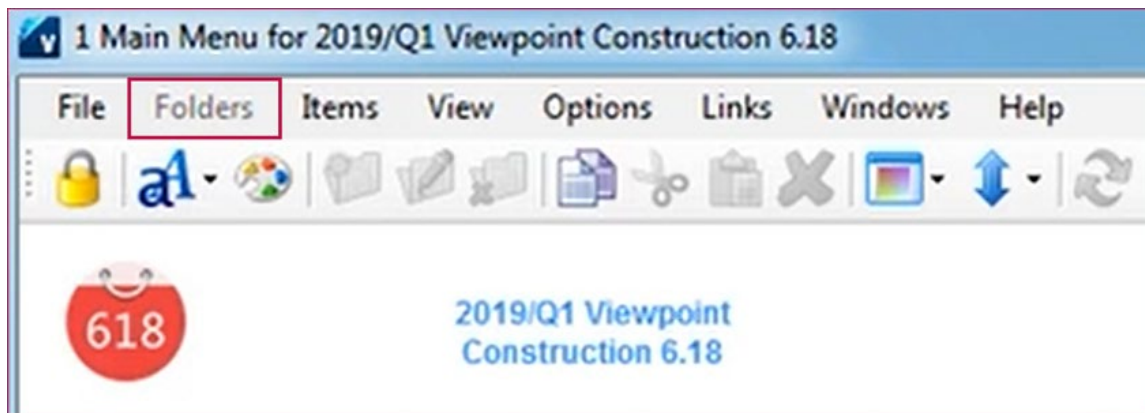 1 Main Menu for 2019/Q1 Viewpoint Construction 6.18
File Folders Items View Options Links Windows Help
618
2019/Q1 Viewpoint
Construction 6.18